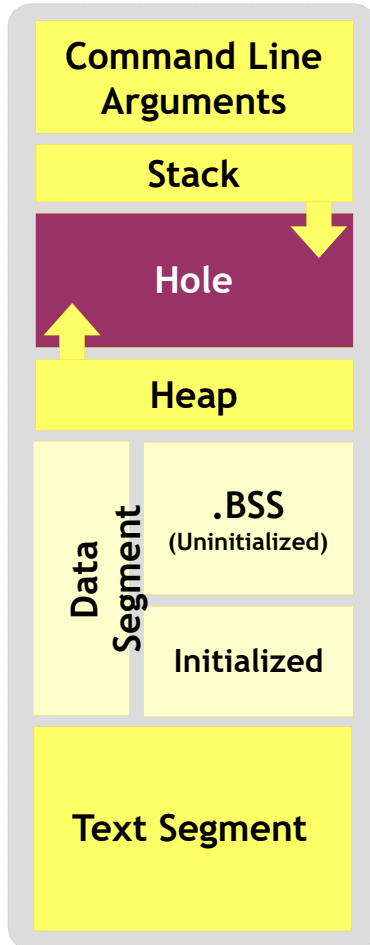 Command Line
Arguments
Stack
Hole
Heap
Data
Segment
.BSS
(Uninitialized)
Initialized
Text Segment